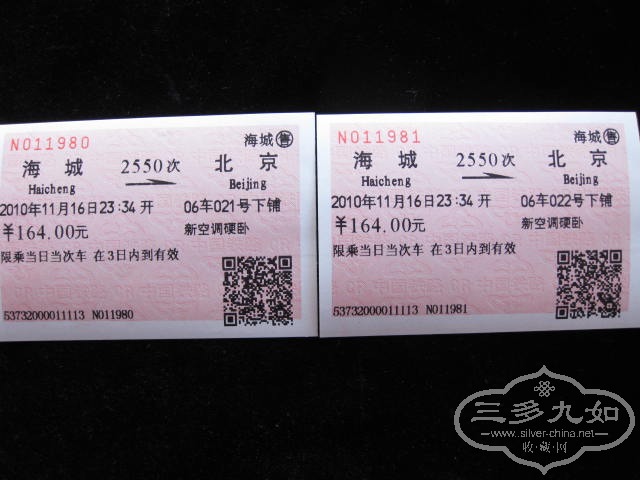 N011980 海城㊄
海 城 2550次 北 京
Haicheng Beijing
2010年11月16日23:34 开 06车021号下铺
￥164.00元 新空调硬卧
限乘当日当次车 在3日内到有效
53732000011113 N011980
N011981 海城售
海 城 2550次 北 京
Haicheng Beijing
2010年11月16日23:34 开 06车022号下铺
￥164.00元 新空调硬卧
限乘当日当次车 在3日内到有效
53732000011113 N011981
三多九如
www.silver-china.net
收·藏·网